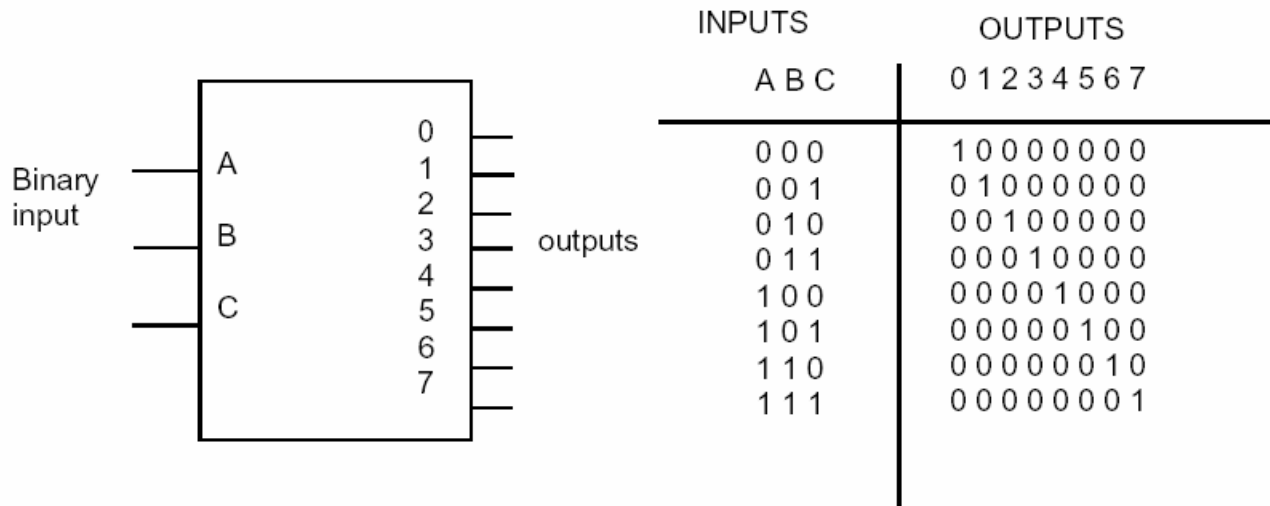 Binary
input
A
B
C
0
1
2
3
4
5
6
7
outputs
INPUTS OUTPUTS
A B C 0 1 2 3 4 5 6 7
0 0 0 1 0 0 0 0 0 0 0
0 0 1 0 1 0 0 0 0 0 0
0 1 0 0 0 1 0 0 0 0 0
0 1 1 0 0 0 1 0 0 0 0
1 0 0 0 0 0 0 1 0 0 0
1 0 1 0 0 0 0 0 1 0 0
1 1 0 0 0 0 0 0 0 1 0
1 1 1 0 0 0 0 0 0 0 1